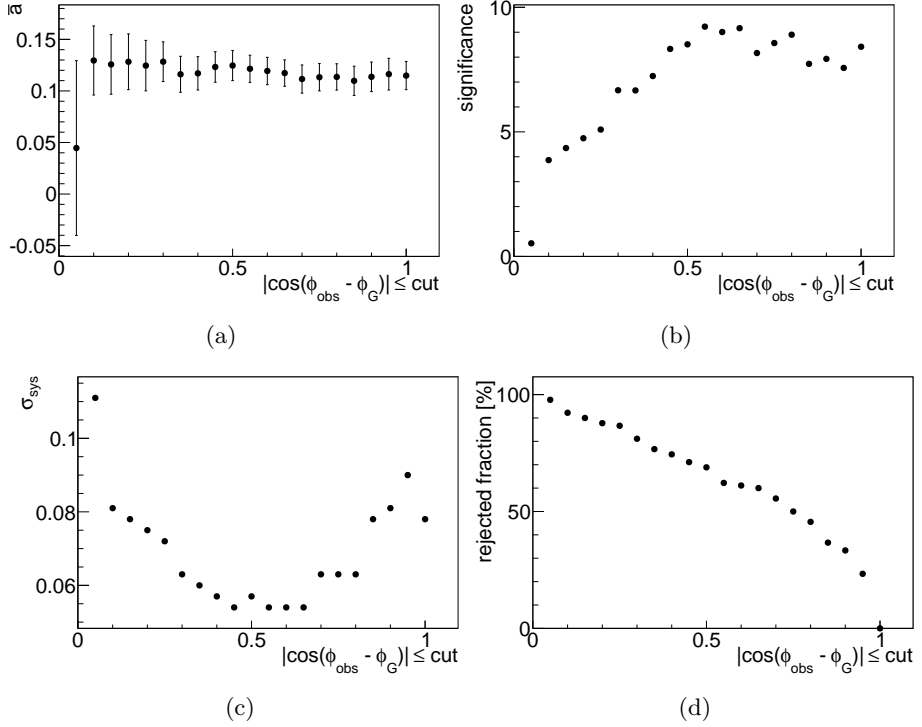 a̅
0.15
0.1
0.05
0
-0.05
0
0.5
1
|cos(ϕobs - ϕG)| ≤ cut
(a)
significance
10
5
0
0
0.5
1
|cos(ϕobs - ϕG)| ≤ cut
(b)
σsys
0.1
0.08
0.06
0
0.5
1
|cos(ϕobs - ϕG)| ≤ cut
(c)
rejected fraction [%]
100
50
0
0
0.5
1
|cos(ϕobs - ϕG)| ≤ cut
(d)